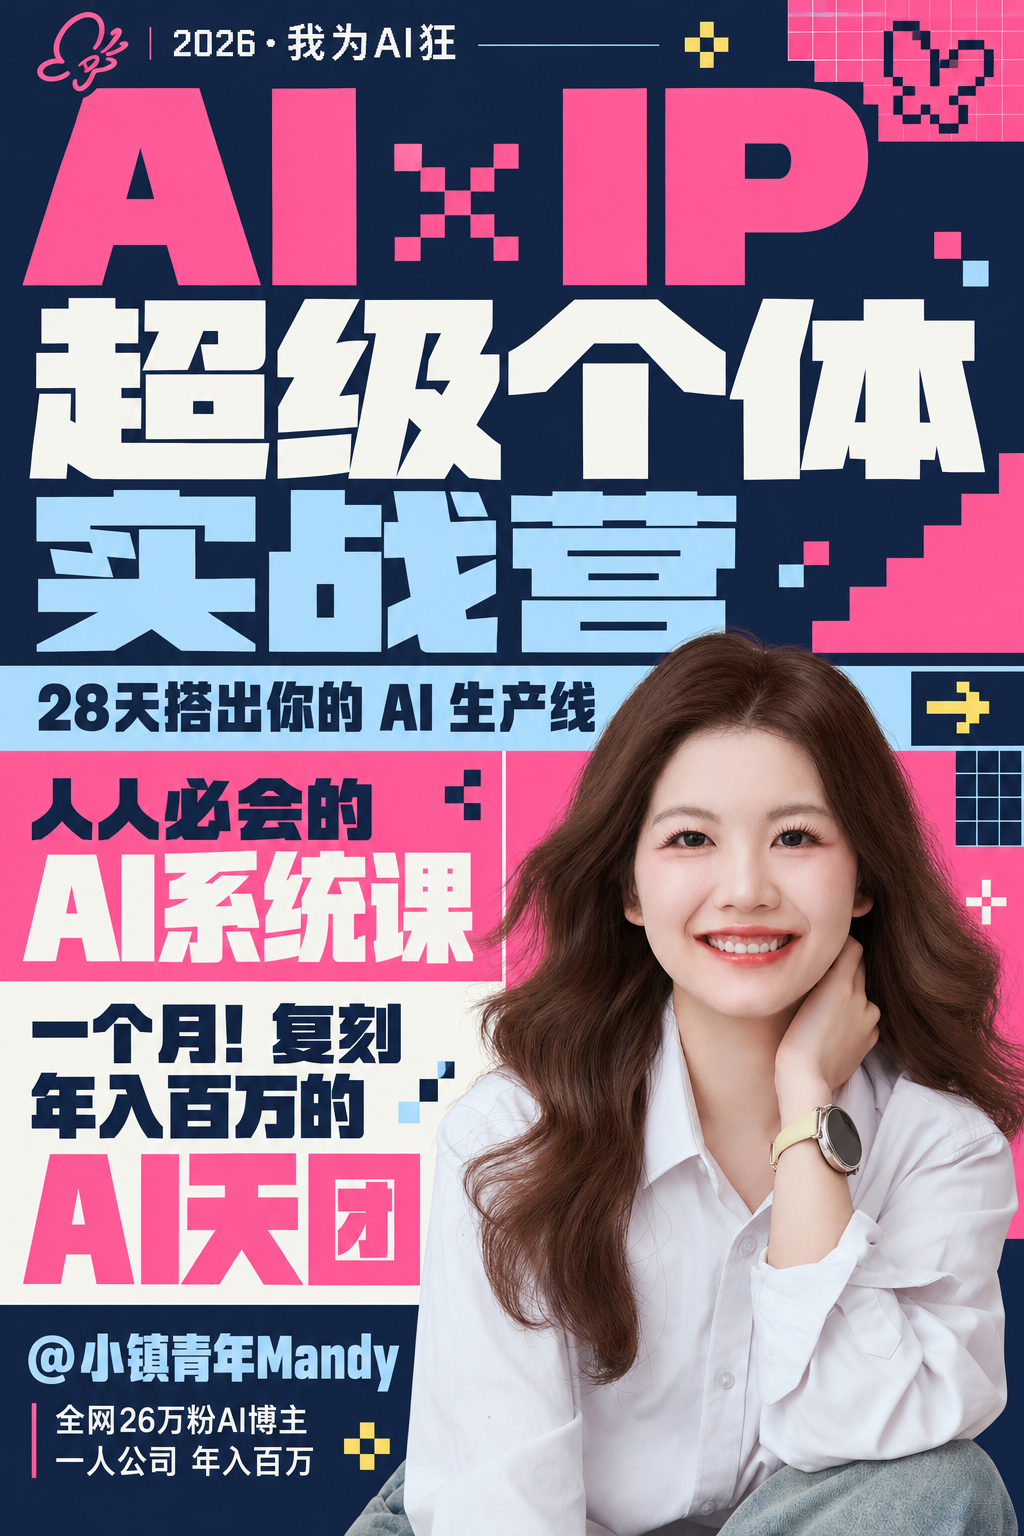 2026·我为AI狂
AI×IP
超级个体
实战营
28天搭出你的 AI 生产线
人人必会的
AI系统课
一个月！复刻
年入百万的
AI天团
@小镇青年Mandy
全网26万粉AI博主
一人公司 年入百万